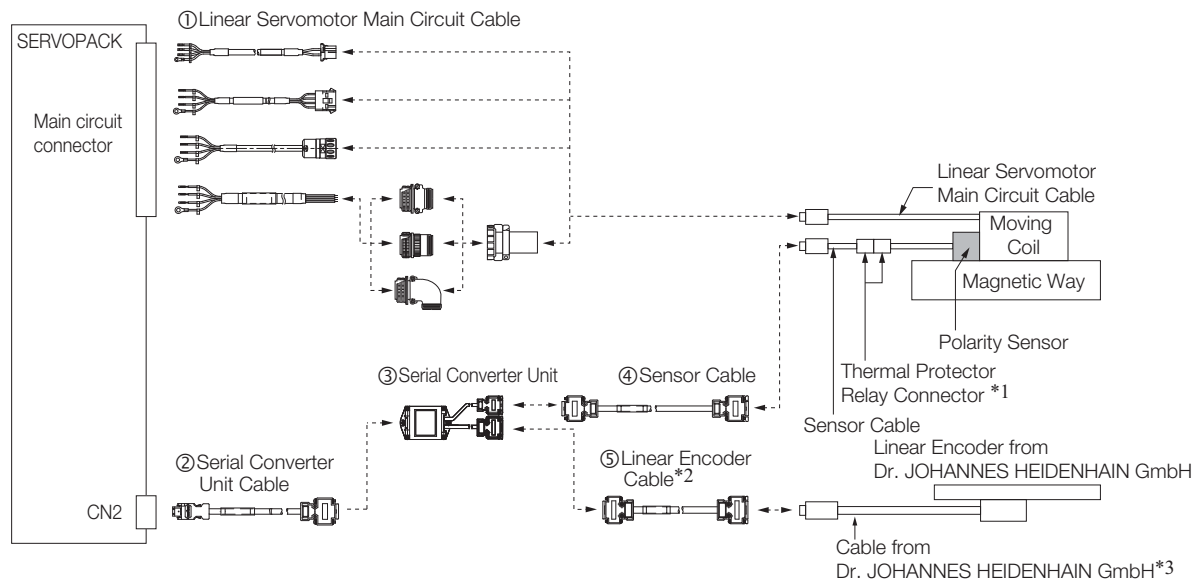 ①Linear Servomotor Main Circuit Cable
SERVOPACK
Main circuit
connector
Linear Servomotor
Main Circuit Cable
Moving
Coil
Magnetic Way
Polarity Sensor
Thermal Protector
Relay Connector *1
Sensor Cable
③Serial Converter Unit
④Sensor Cable
②Serial Converter
Unit Cable
⑤Linear Encoder
Cable*2
Linear Encoder from
Dr. JOHANNES HEIDENHAIN GmbH
CN2
Cable from
Dr. JOHANNES HEIDENHAIN GmbH*3